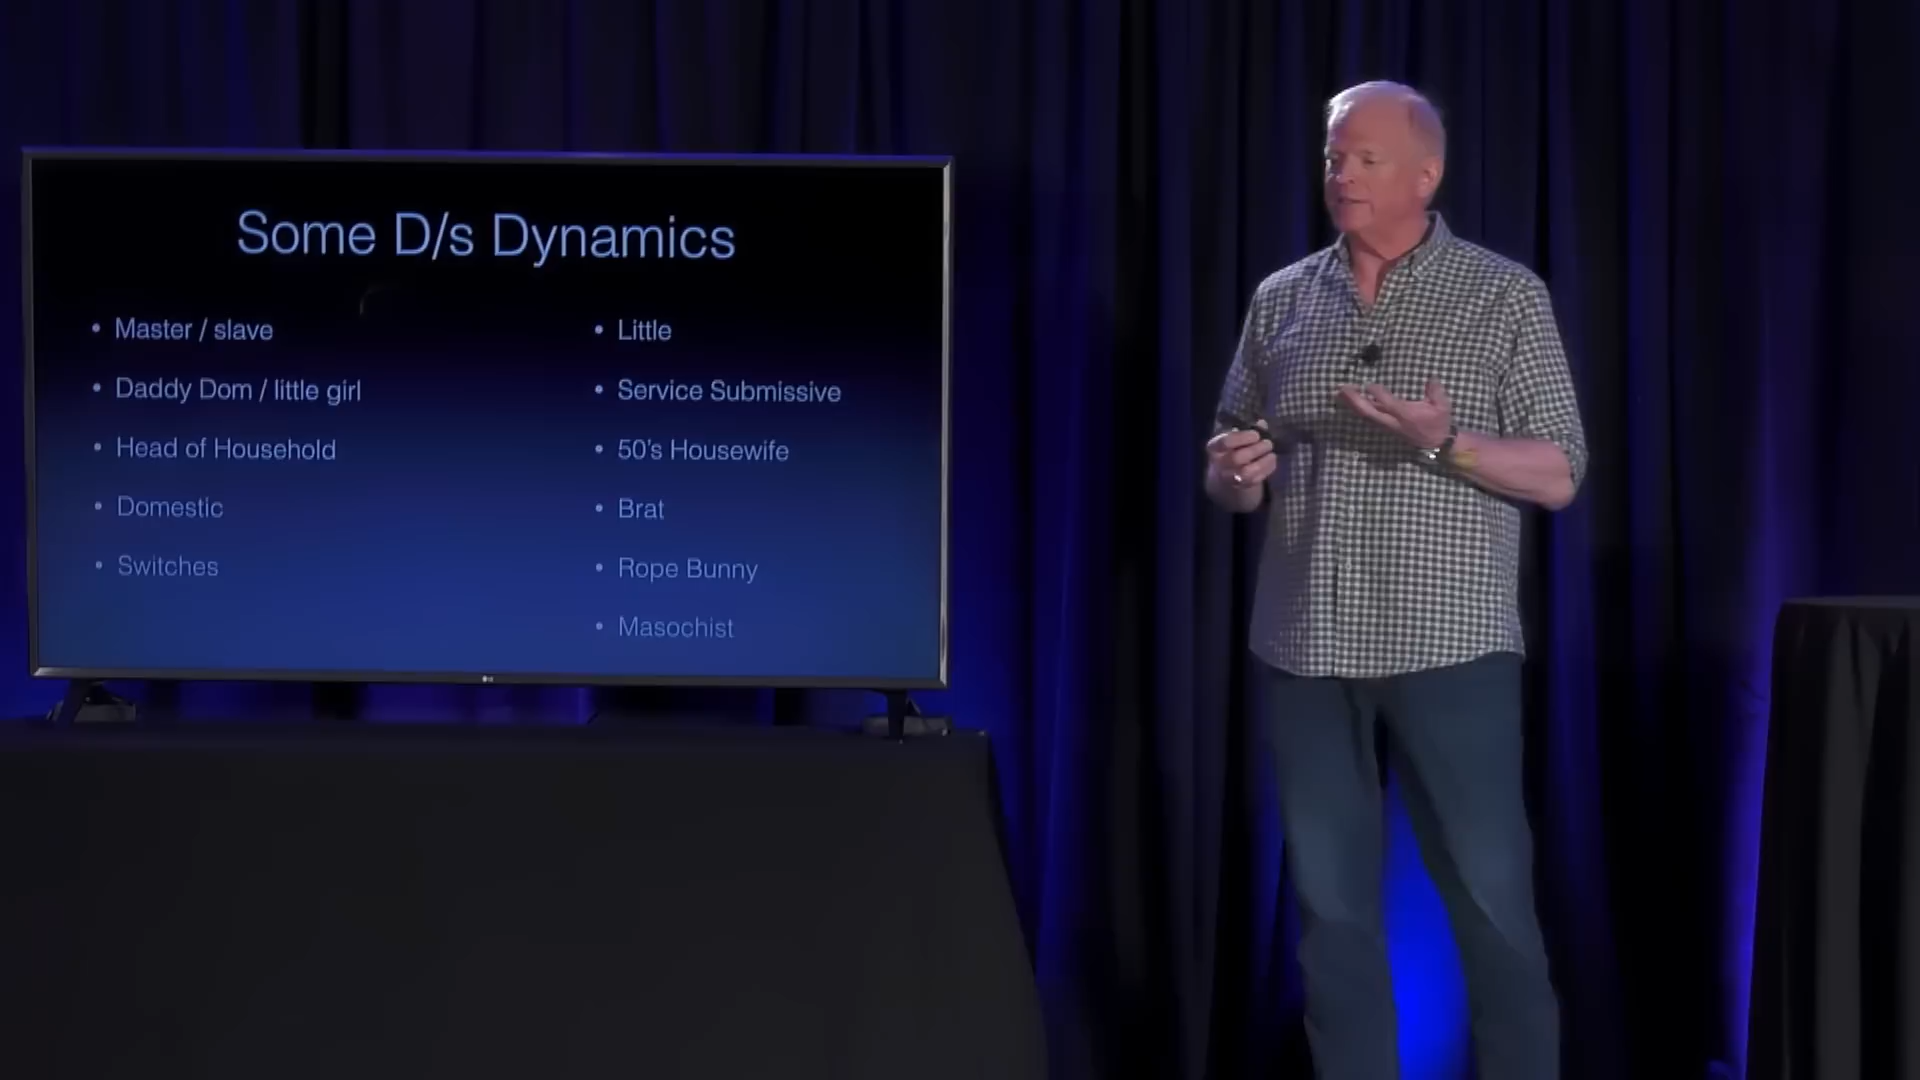 Some D/s Dynamics
• Master / slave
• Daddy Dom / little girl
• Head of Household
• Domestic
• Switches
• Little
• Service Submissive
• 50's Housewife
• Brat
• Rope Bunny
• Masochist